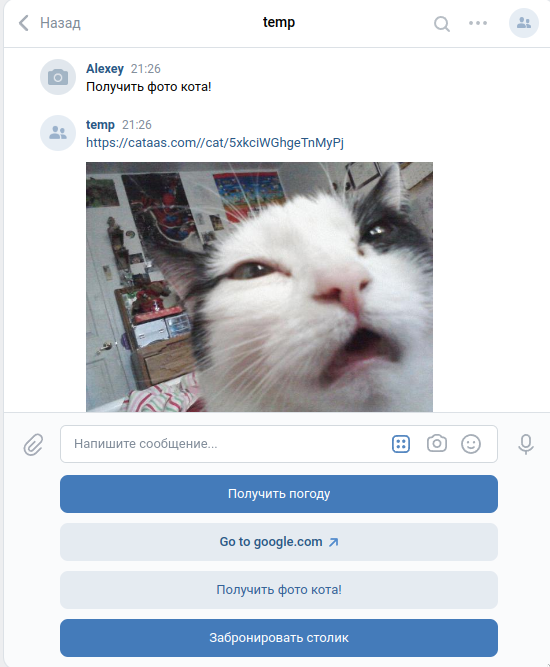 Назад
temp
Alexey 21:26
Получить фото кота!
temp 21:26
https://cataas.com//cat/5xkciWGhgeTnMyPj
Напишите сообщение...
Получить погоду
Go to google.com
Получить фото кота!
Забронировать столик